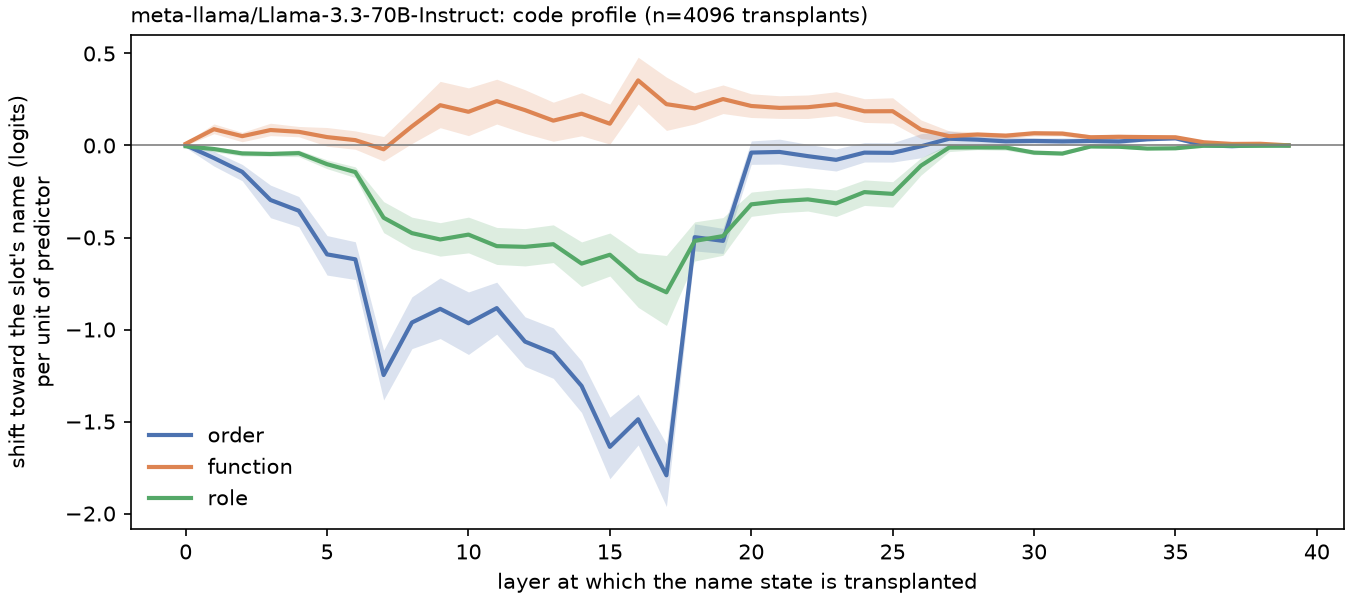 meta-llama/Llama-3.3-70B-Instruct: code profile (n=4096 transplants)
shift toward the slot's name (logits)
per unit of predictor
0.5
0.0
−0.5
−1.0
−1.5
−2.0
order
function
role
0 5 10 15 20 25 30 35 40
layer at which the name state is transplanted